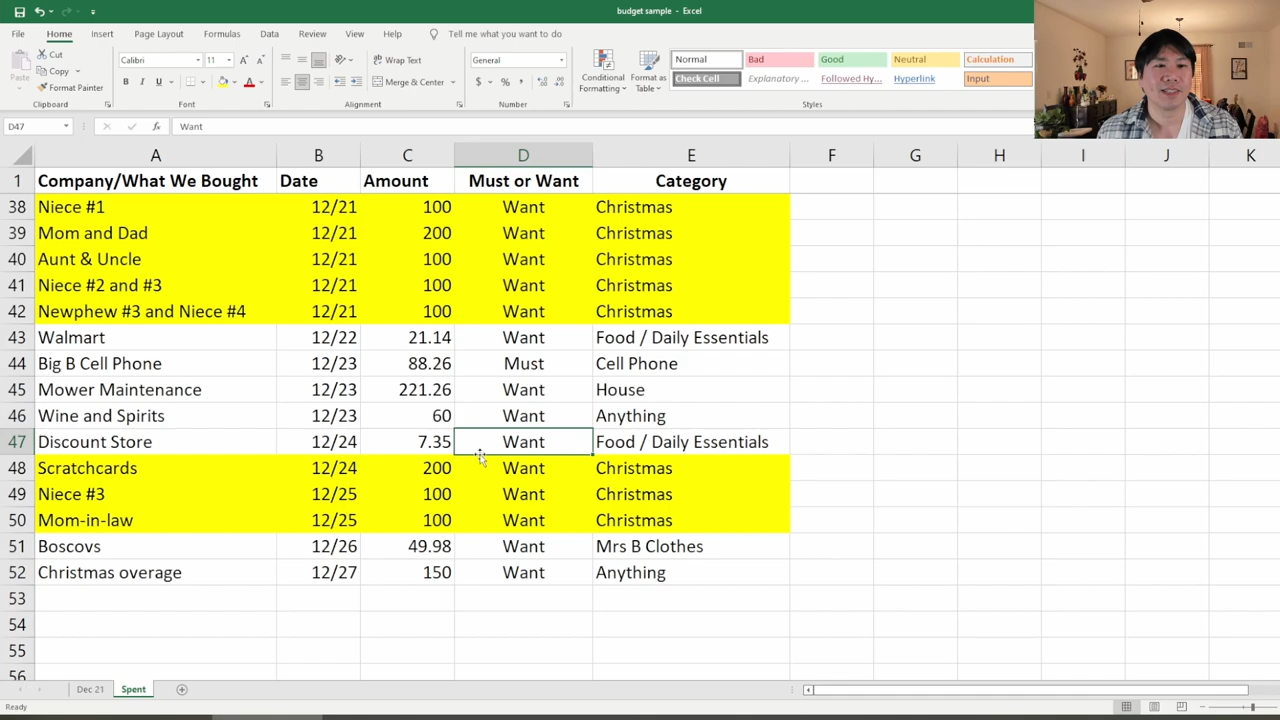 budget sample - Excel
File Home Insert Page Layout Formulas Data Review View Help Tell me what you want to do
Cut
Copy
Format Painter
Paste
Clipboard
Calibri 11
B I U
Font
Wrap Text
Merge & Center
Alignment
General
$ % ,
Number
Conditional Formatting
Format as Table
Normal Bad Good Neutral Calculation
Check Cell Explanatory ... Followed Hy... Hyperlink Input
Styles
D47 fx Want
A B C D E F G H I J K
1 Company/What We Bought Date Amount Must or Want Category
38 Niece #1 12/21 100 Want Christmas
39 Mom and Dad 12/21 200 Want Christmas
40 Aunt & Uncle 12/21 100 Want Christmas
41 Niece #2 and #3 12/21 100 Want Christmas
42 Newphew #3 and Niece #4 12/21 100 Want Christmas
43 Walmart 12/22 21.14 Want Food / Daily Essentials
44 Big B Cell Phone 12/23 88.26 Must Cell Phone
45 Mower Maintenance 12/23 221.26 Want House
46 Wine and Spirits 12/23 60 Want Anything
47 Discount Store 12/24 7.35 Want Food / Daily Essentials
48 Scratchcards 12/24 200 Want Christmas
49 Niece #3 12/25 100 Want Christmas
50 Mom-in-law 12/25 100 Want Christmas
51 Boscovs 12/26 49.98 Want Mrs B Clothes
52 Christmas overage 12/27 150 Want Anything
53
54
55
56
Dec 21 Spent
Ready